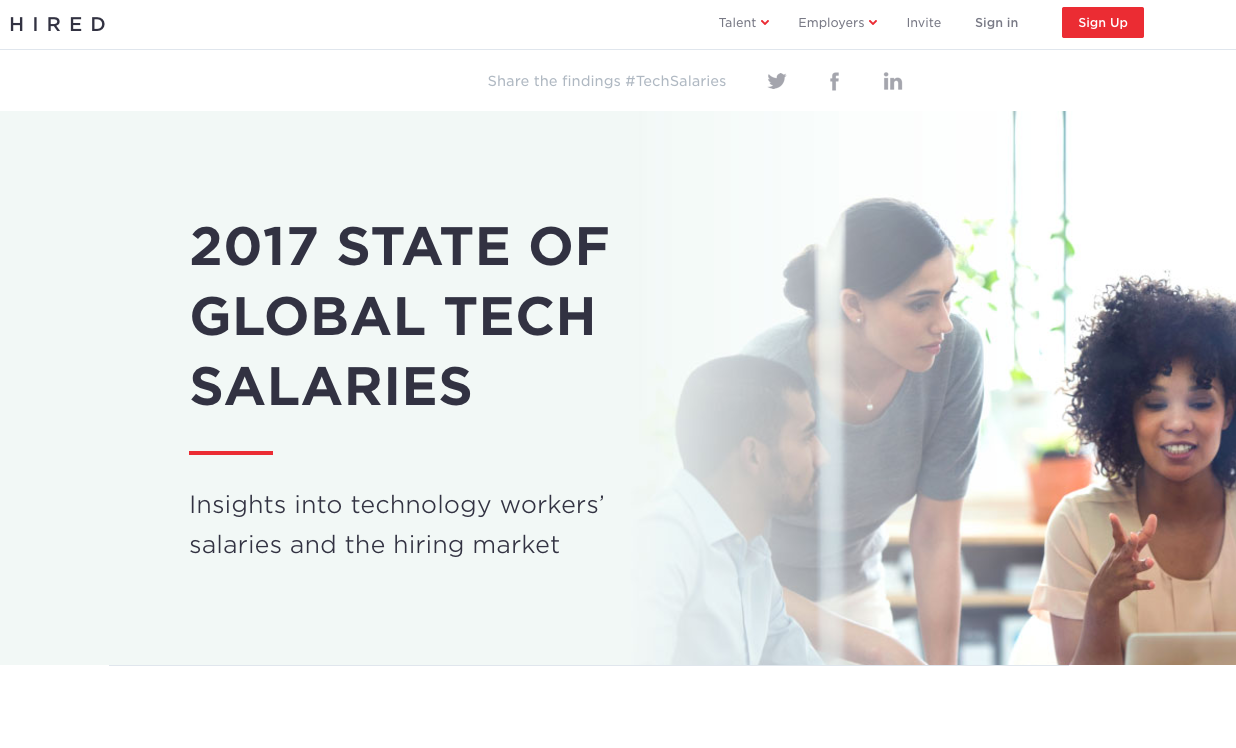 HIRED
Talent
Employers
Invite
Sign in
Sign Up
Share the findings #TechSalaries
2017 STATE OF
GLOBAL TECH
SALARIES
Insights into technology workers’
salaries and the hiring market